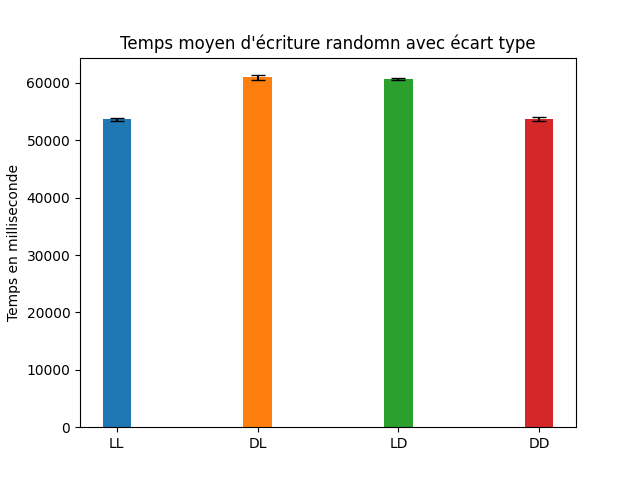 Temps moyen d'écriture randomn avec écart type
Temps en milliseconde
60000
50000
40000
30000
20000
10000
0
LL DL LD DD